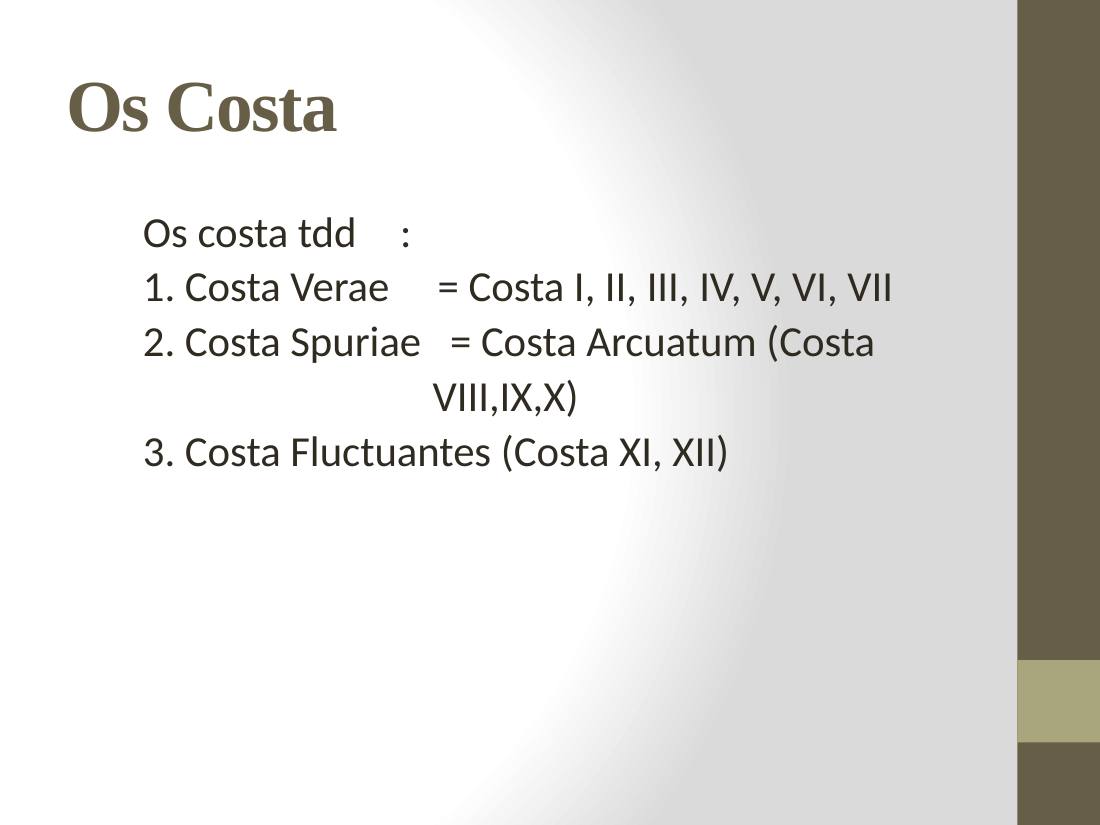 Os Costa
Os costa tdd :
1. Costa Verae = Costa I, II, III, IV, V, VI, VII
2. Costa Spuriae = Costa Arcuatum (Costa
VIII,IX,X)
3. Costa Fluctuantes (Costa XI, XII)